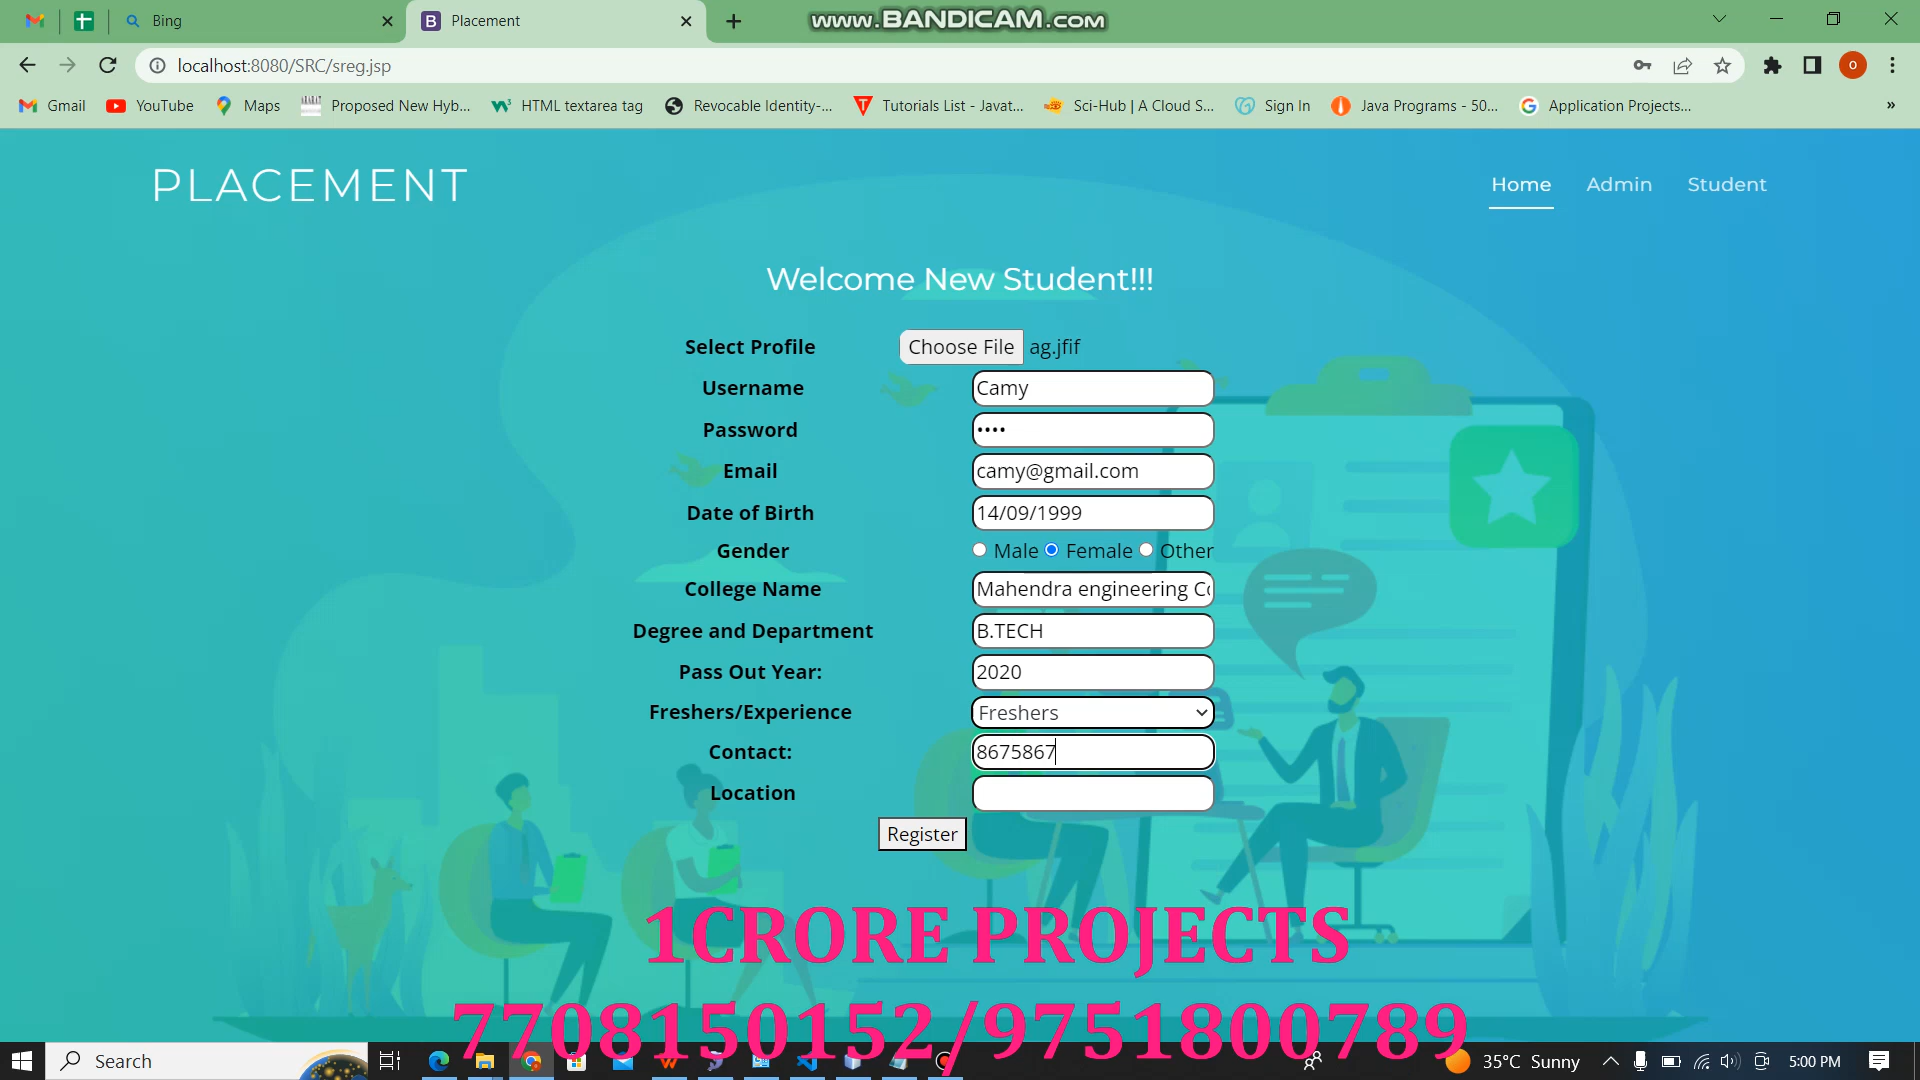 Bing
Placement
www.BANDICAM.com
localhost:8080/SRC/sreg.jsp
Gmail
YouTube
Maps
Proposed New Hyb...
HTML textarea tag
Revocable Identity-...
Tutorials List - Javat...
Sci-Hub | A Cloud S...
Sign In
Java Programs - 50...
Application Projects...
»
PLACEMENT
Home
Admin
Student
Welcome New Student!!!
Select Profile
Choose File ag.jfif
Username
Camy
Password
••••
Email
camy@gmail.com
Date of Birth
14/09/1999
Gender
Male Female Other
College Name
Mahendra engineering Co
Degree and Department
B.TECH
Pass Out Year:
2020
Freshers/Experience
Freshers
Contact:
8675867
Location
Register
1CRORE PROJECTS
7708150152/9751800789
Search
35°C Sunny
5:00 PM